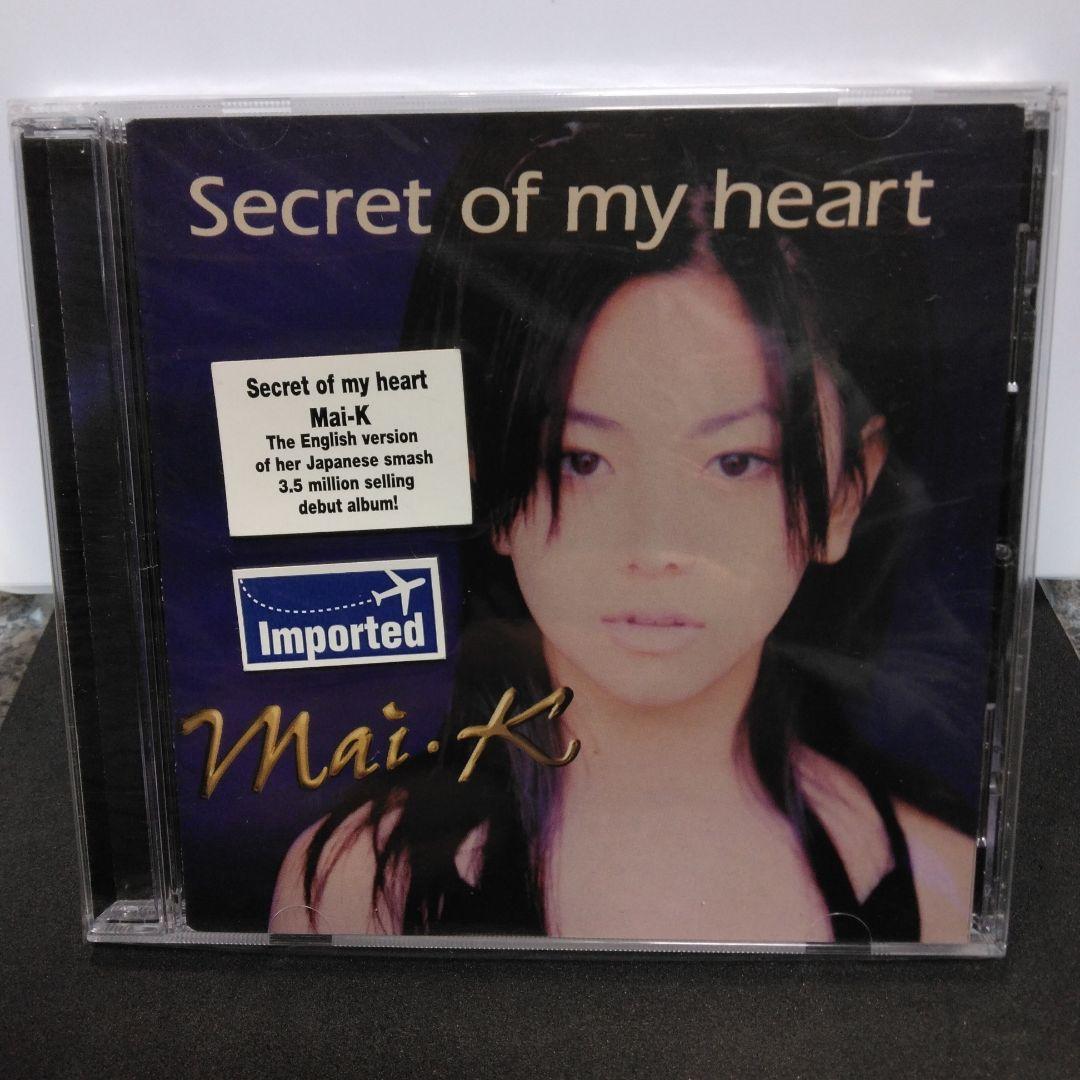 Secret of my heart
Secret of my heart
Mai-K
The English version
of her Japanese smash
3.5 million selling
debut album!
Imported
Mai·K